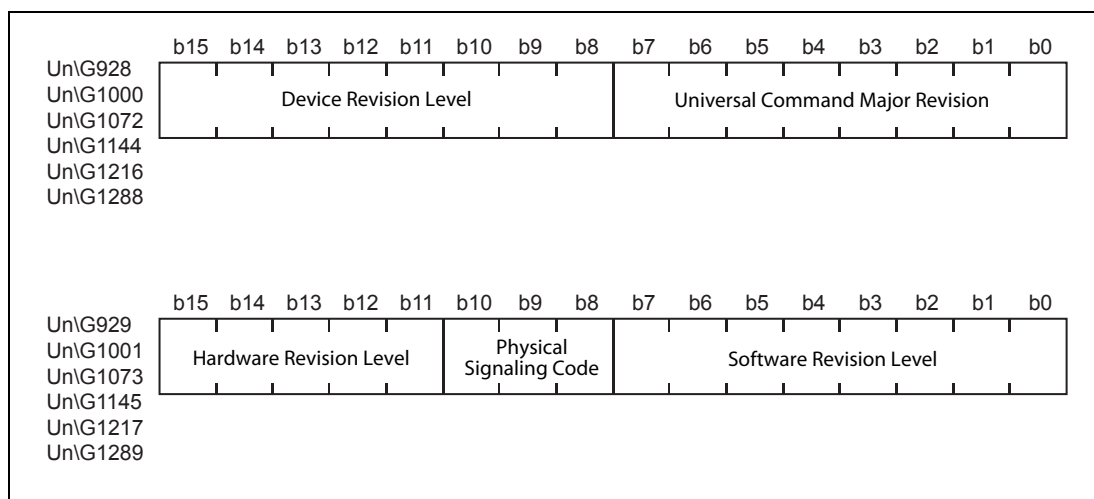 b15 b14 b13 b12 b11 b10 b9 b8 b7 b6 b5 b4 b3 b2 b1 b0
Un\G928
Un\G1000
Un\G1072
Un\G1144
Un\G1216
Un\G1288
Device Revision Level
Universal Command Major Revision
b15 b14 b13 b12 b11 b10 b9 b8 b7 b6 b5 b4 b3 b2 b1 b0
Un\G929
Un\G1001
Un\G1073
Un\G1145
Un\G1217
Un\G1289
Hardware Revision Level
Physical
Signaling Code
Software Revision Level